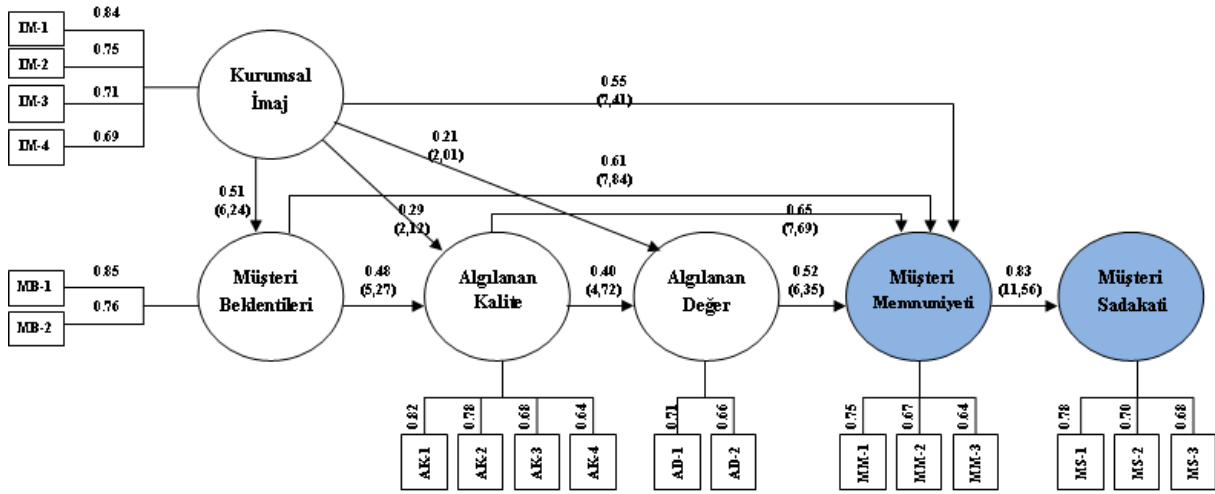 IM-1
0.84
IM-2
0.75
IM-3
0.71
IM-4
0.69
Kurumsal
İmaj
0.55
(7,41)
0.21
(2,01)
0.61
(7,84)
0.51
(6,24)
0.29
(2,12)
0.65
(7,69)
MB-1
0.85
MB-2
0.76
Müşteri
Beklentileri
0.48
(5,27)
Algılanan
Kalite
0.40
(4,72)
Algılanan
Değer
0.52
(6,35)
Müşteri
Memnuniyeti
0.83
(11,56)
Müşteri
Sadakati
0.82
0.78
0.68
0.64
0.71
0.66
0.75
0.67
0.64
0.78
0.70
0.68
AK-1
AK-2
AK-3
AK-4
AD-1
AD-2
MM-1
MM-2
MM-3
MS-1
MS-2
MS-3